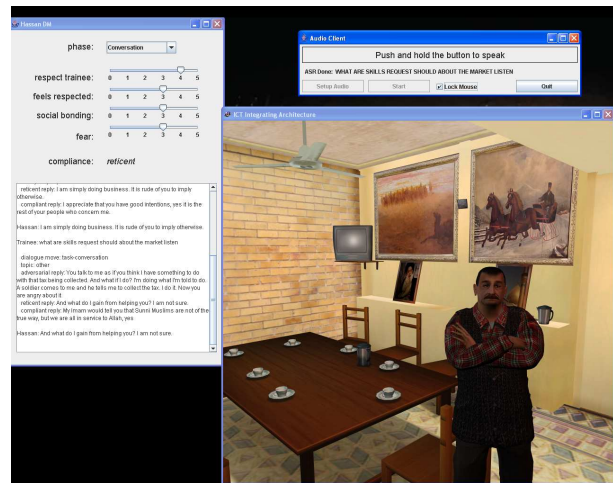 Hassan DM
phase: Conversation
respect trainee: 0 1 2 3 4 5
feels respected: 0 1 2 3 4 5
social bonding: 0 1 2 3 4 5
fear: 0 1 2 3 4 5
compliance: reticent
reticent reply: I am simply doing business. It is rude of you to imply
otherwise.
compliant reply: I appreciate that you have good intentions, yes it is the
rest of your people who concern me.
Hassan: I am simply doing business. It is rude of you to imply otherwise.
Trainee: what are skills request should about the market listen
dialogue move: task-conversation
topic: other
adversarial reply: You talk to me as if you think I have something to do
with that tax being collected. And what if I do? I'm doing what I'm told to do.
A soldier comes to me and he tells me to collect the tax. I do it. Now you
are angry about it
reticent reply: And what do I gain from helping you? I am not sure.
compliant reply: My Imam would tell you that Sunni Muslims are not of the
true way, but we are all in service to Allah, yes
Hassan: And what do I gain from helping you? I am not sure.
Audio Client
Push and hold the button to speak
ASR Done: WHAT ARE SKILLS REQUEST SHOULD ABOUT THE MARKET LISTEN
Setup Audio Start Lock Mouse Quit
ICT Integrating Architecture